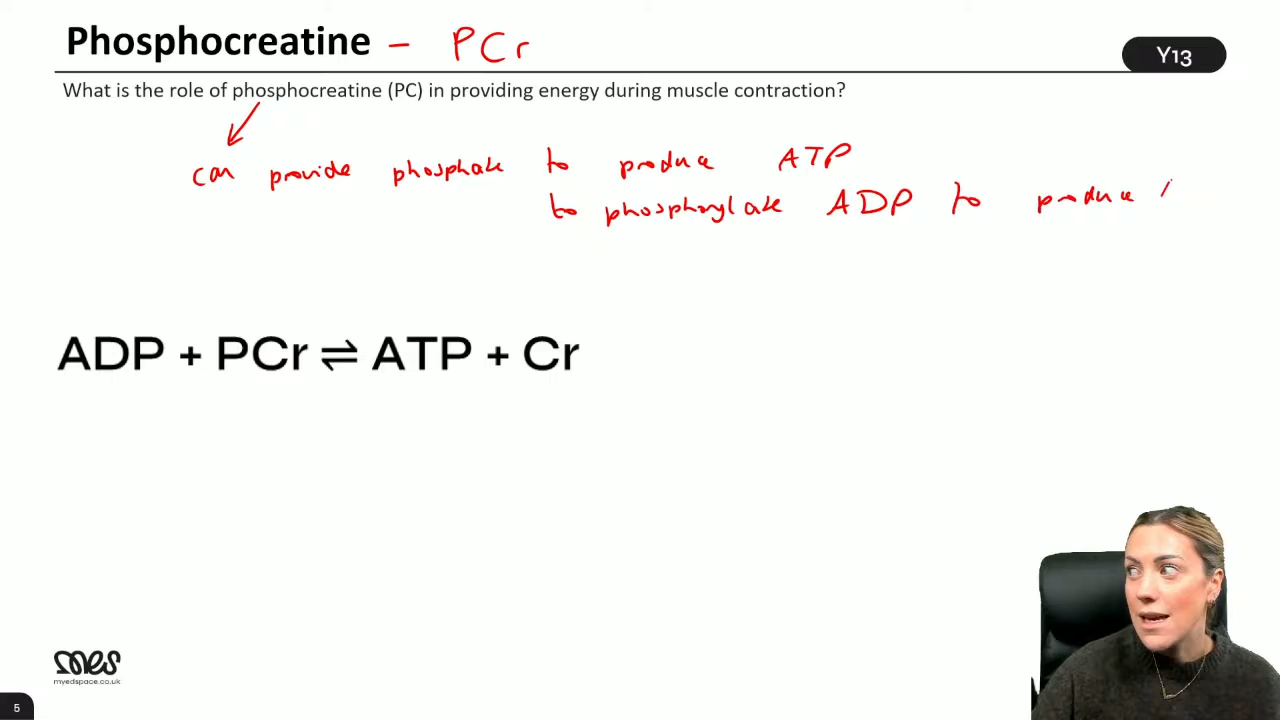 Phosphocreatine - PCr
Y13
What is the role of phosphocreatine (PC) in providing energy during muscle contraction?
can provide phosphate to produce ATP
to phosphorylate ADP to produce
ADP + PCr ⇌ ATP + Cr
mes
myedspace.co.uk
5